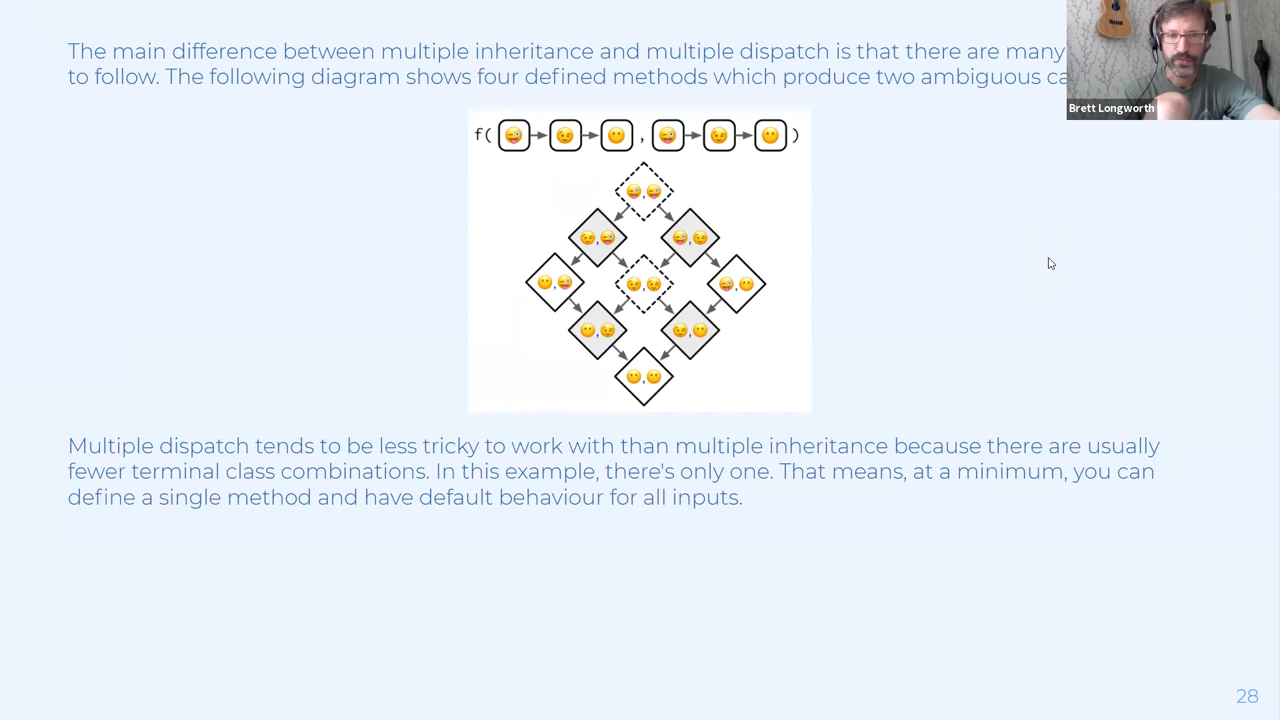 The main difference between multiple inheritance and multiple dispatch is that there are many
to follow. The following diagram shows four defined methods which produce two ambiguous
Brett Longworth
f( 😜 → 😉 → 😶 , 😜 → 😉 → 😶 )
😜,😜
😉,😜 😜,😉
😶,😜 😉,😉 😜,😶
😶,😉 😉,😶
😶,😶
Multiple dispatch tends to be less tricky to work with than multiple inheritance because there are usually
fewer terminal class combinations. In this example, there's only one. That means, at a minimum, you can
define a single method and have default behaviour for all inputs.
28